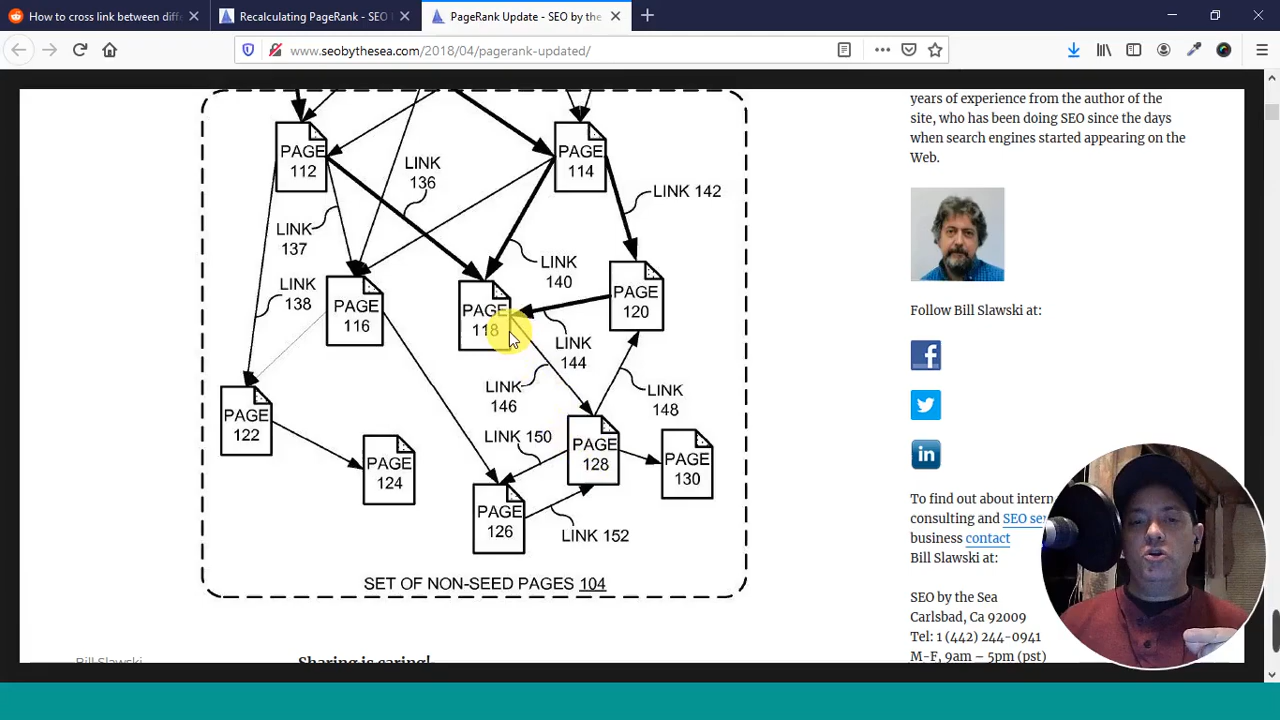 How to cross link between diffe
Recalculating PageRank - SEO
PageRank Update - SEO by the
www.seobythesea.com/2018/04/pagerank-updated/
PAGE
112
PAGE
114
LINK
136
LINK 142
LINK
137
LINK
138
LINK
140
PAGE
116
PAGE
118
PAGE
120
LINK
144
LINK
146
LINK
148
PAGE
122
PAGE
124
LINK 150
PAGE
128
PAGE
130
PAGE
126
LINK 152
SET OF NON-SEED PAGES 104
Bill Slawski
Sharing is caring!
years of experience from the author of the
site, who has been doing SEO since the days
when search engines started appearing on the
Web.
Follow Bill Slawski at:
To find out about intern
consulting and SEO se
business contact
Bill Slawski at:
SEO by the Sea
Carlsbad, Ca 92009
Tel: 1 (442) 244-0941
M-F, 9am – 5pm (pst)